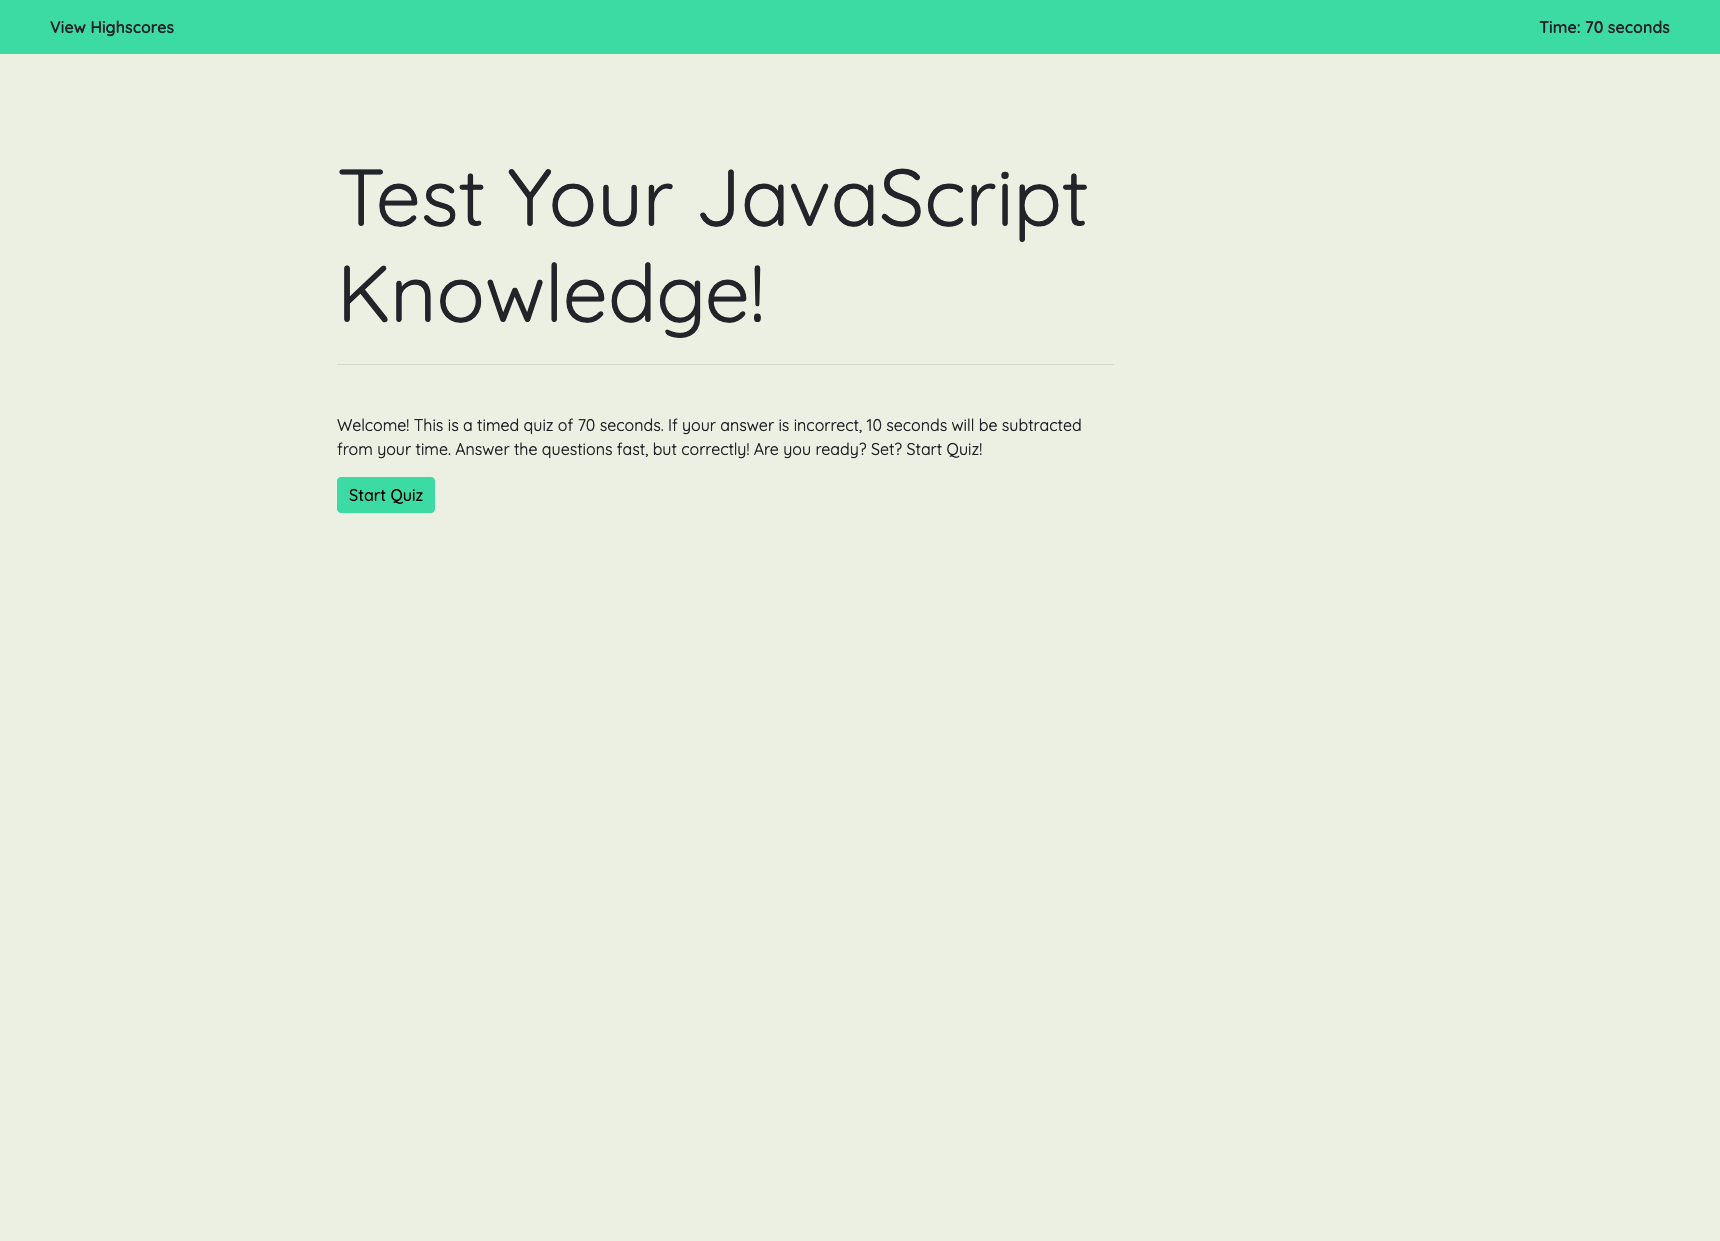 View Highscores
Time: 70 seconds
Test Your JavaScript
Knowledge!
Welcome! This is a timed quiz of 70 seconds. If your answer is incorrect, 10 seconds will be subtracted
from your time. Answer the questions fast, but correctly! Are you ready? Set? Start Quiz!
Start Quiz